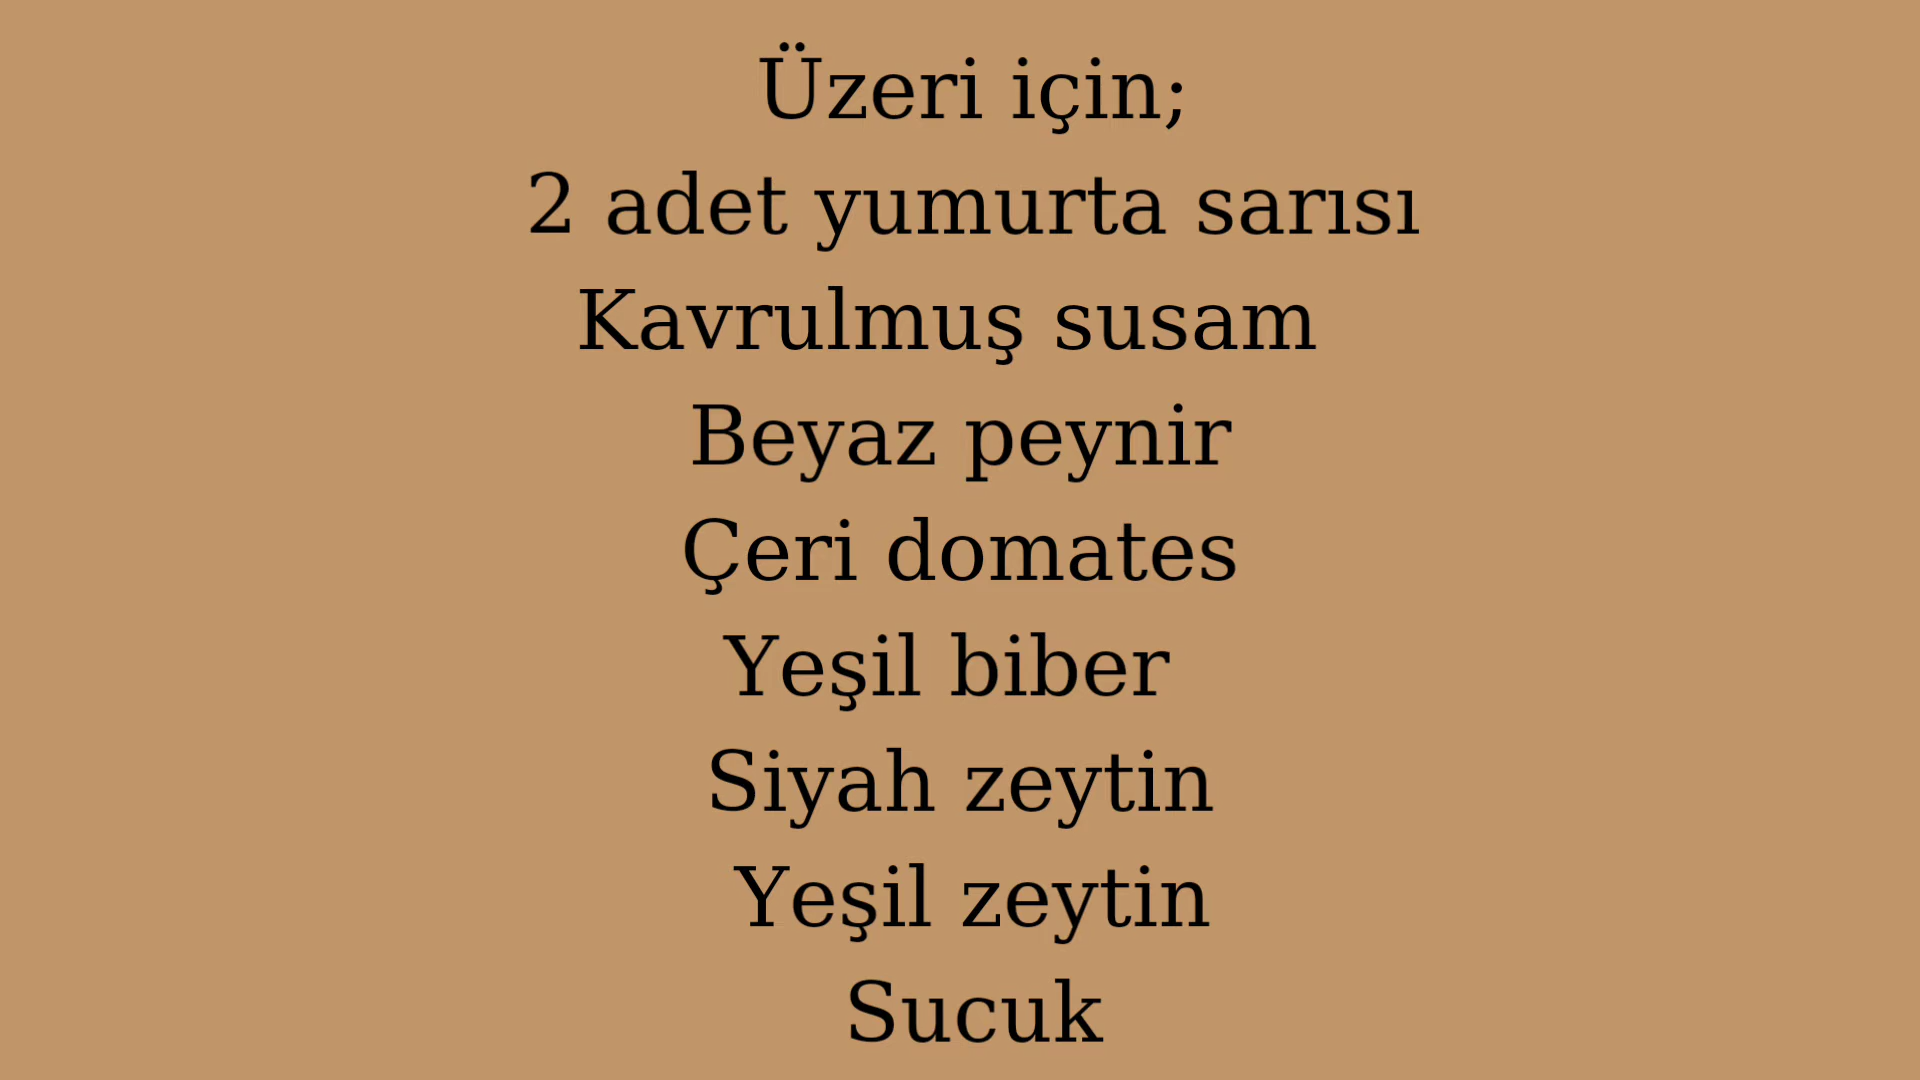 Üzeri için;
2 adet yumurta sarısı
Kavrulmuş susam
Beyaz peynir
Çeri domates
Yeşil biber
Siyah zeytin
Yeşil zeytin
Sucuk